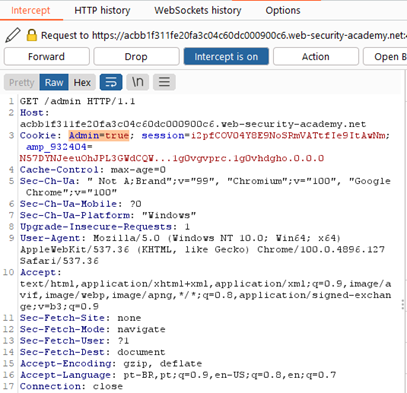 Intercept HTTP history WebSockets history Options
Request to https://acbb1f311fe20fa3c04c60dc000900c6.web-security-academy.net:
Forward Drop Intercept is on Action Open B
Pretty Raw Hex \n
1 GET /admin HTTP/1.1
2 Host:
acbb1f311fe20fa3c04c60dc000900c6.web-security-academy.net
3 Cookie: Admin=true; session=i2pfCOVO4Y8E9NoSRmVATtfIe9ItAwNm;
amp_932404=
N57DYNJeeuOhJPL3GWdCQW...1g0vgvprc.1g0vhdgho.0.0.0
4 Cache-Control: max-age=0
5 Sec-Ch-Ua: " Not A;Brand";v="99", "Chromium";v="100", "Google
Chrome";v="100"
6 Sec-Ch-Ua-Mobile: ?0
7 Sec-Ch-Ua-Platform: "Windows"
8 Upgrade-Insecure-Requests: 1
9 User-Agent: Mozilla/5.0 (Windows NT 10.0; Win64; x64)
AppleWebKit/537.36 (KHTML, like Gecko) Chrome/100.0.4896.127
Safari/537.36
10 Accept:
text/html,application/xhtml+xml,application/xml;q=0.9,image/a
vif,image/webp,image/apng,*/*;q=0.8,application/signed-exchan
ge;v=b3;q=0.9
11 Sec-Fetch-Site: none
12 Sec-Fetch-Mode: navigate
13 Sec-Fetch-User: ?1
14 Sec-Fetch-Dest: document
15 Accept-Encoding: gzip, deflate
16 Accept-Language: pt-BR,pt;q=0.9,en-US;q=0.8,en;q=0.7
17 Connection: close